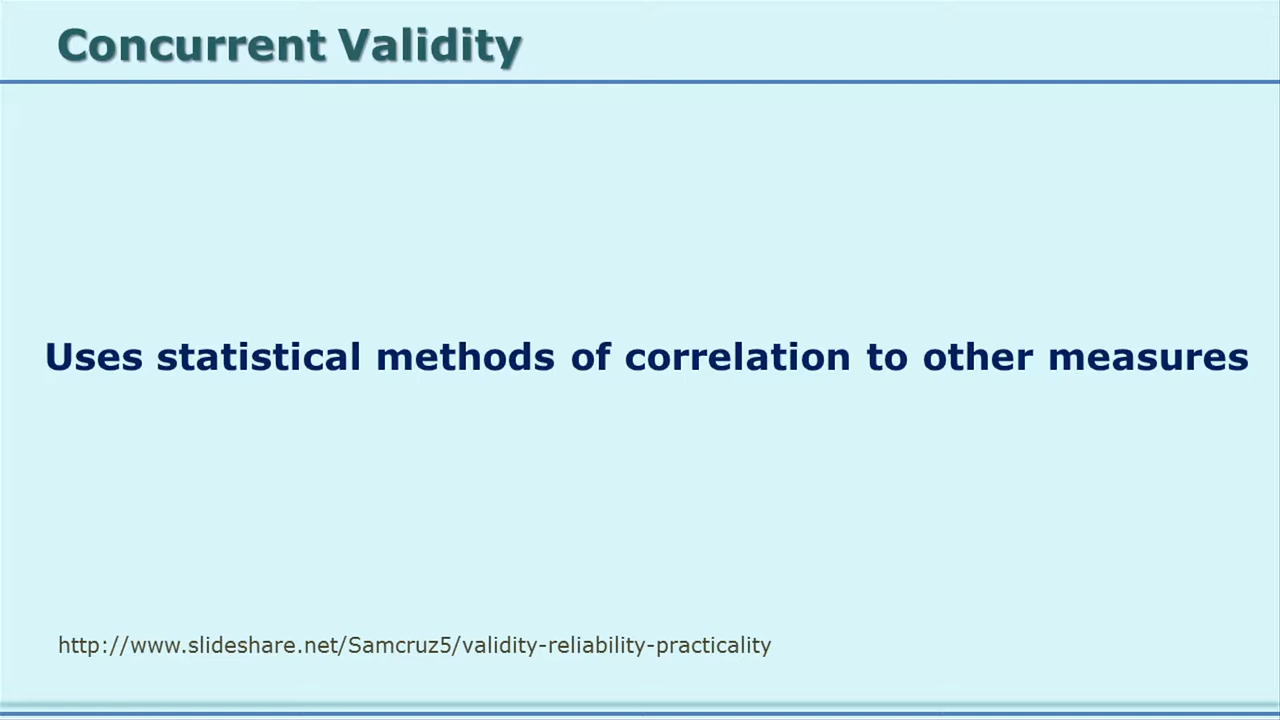 Concurrent Validity
Uses statistical methods of correlation to other measures
http://www.slideshare.net/Samcruz5/validity-reliability-practicality